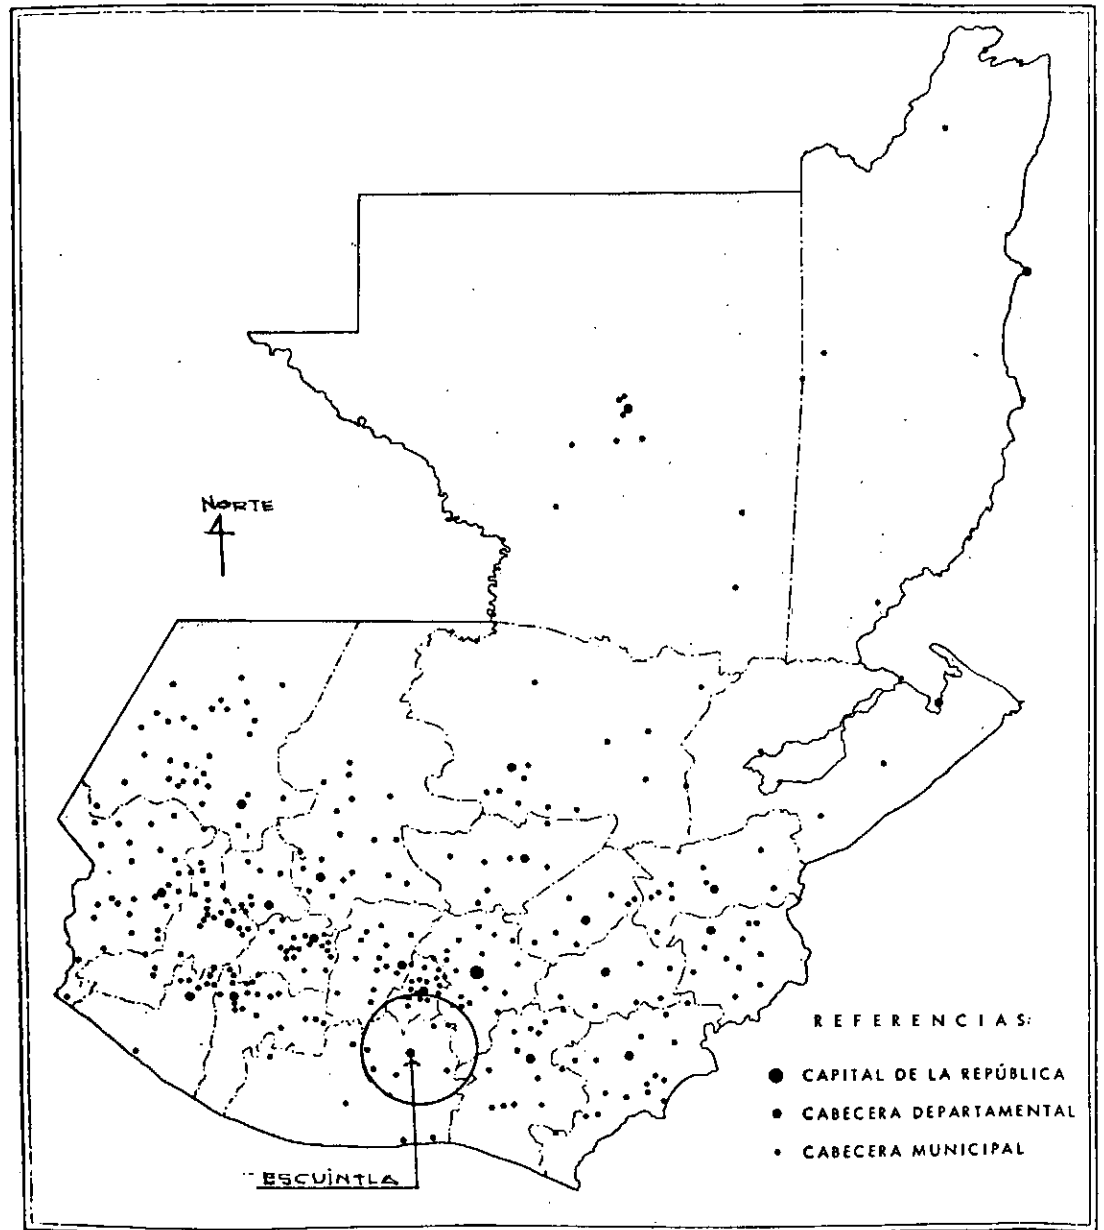 NORTE
REFERENCIAS:
CAPITAL DE LA REPÚBLICA
CABECERA DEPARTAMENTAL
CABECERA MUNICIPAL
ESCUINTLA